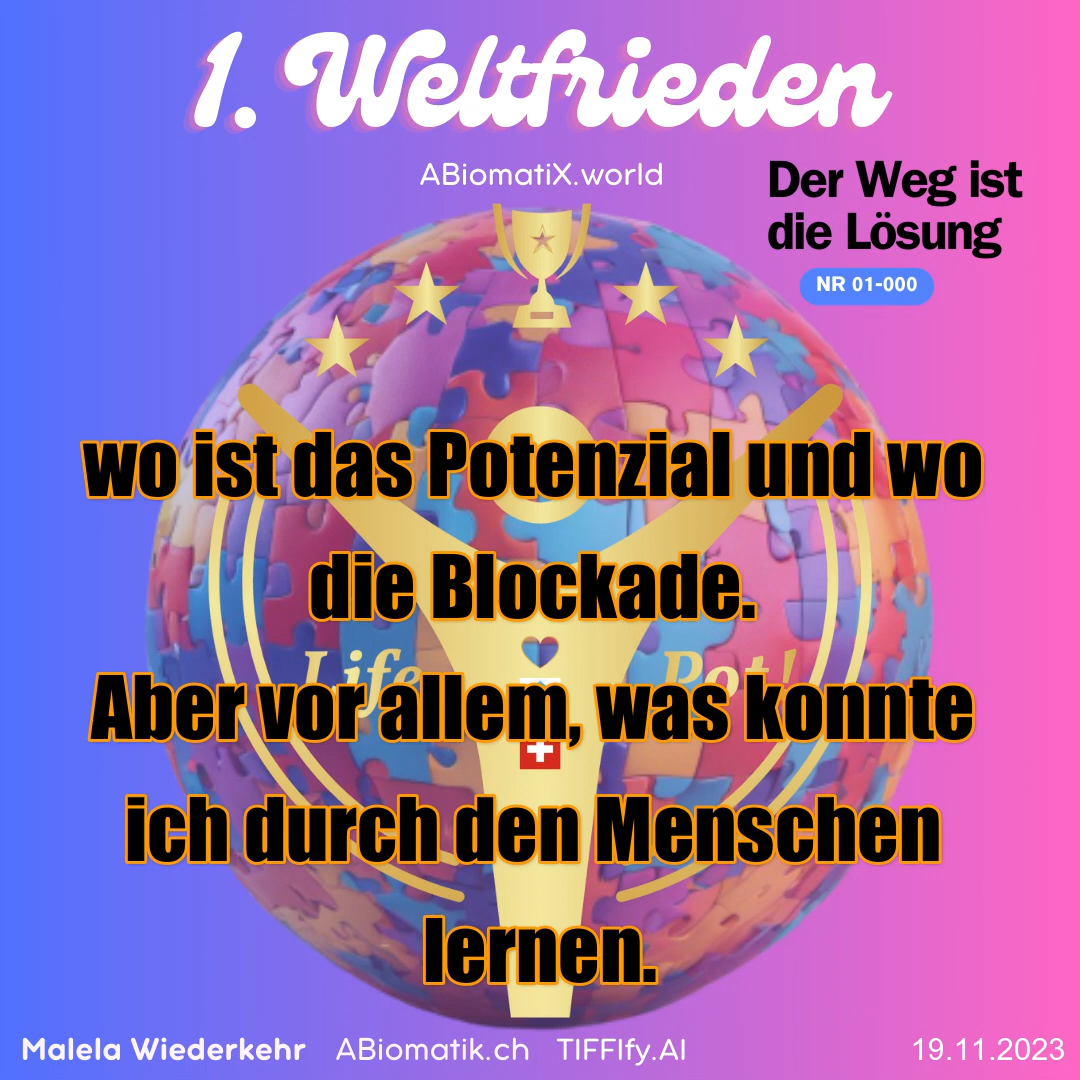 1. Weltfrieden
ABiomatiX.world
Der Weg ist
die Lösung
NR 01-000
wo ist das Potenzial und wo
die Blockade.
Life Pot!
Aber vor allem, was konnte
ich durch den Menschen
lernen.
Malela Wiederkehr ABiomatik.ch TIFFIfy.AI 19.11.2023